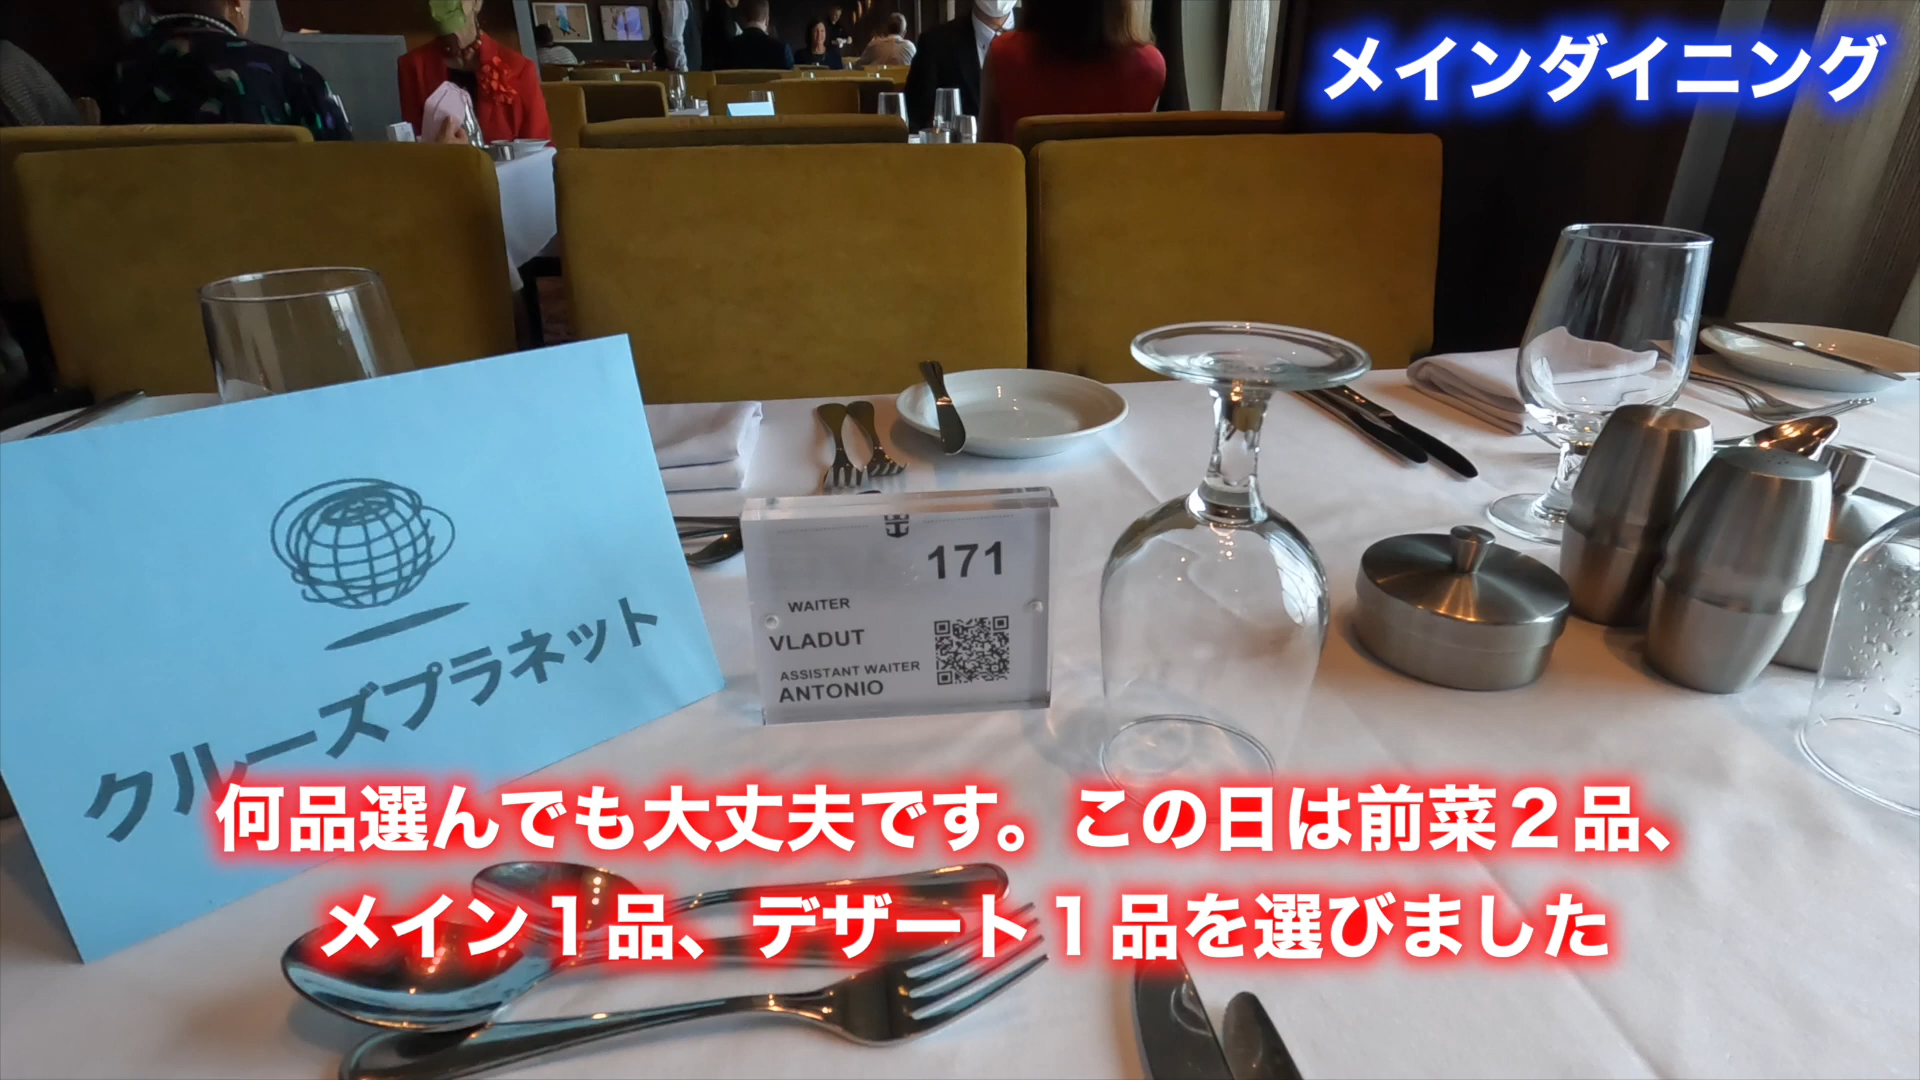 メインダイニング
クルーズプラネット
171
WAITER
VLADUT
ASSISTANT WAITER
ANTONIO
何品選んでも大丈夫です。この日は前菜２品、
メイン１品、デザート１品を選びました